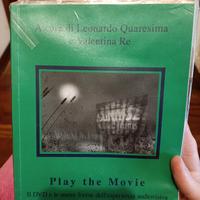 A cura di Leonardo Quaresima
e Valentina Re
Play the Movie
Il DVD e le nuove forme dell'esperienza audiovisiva